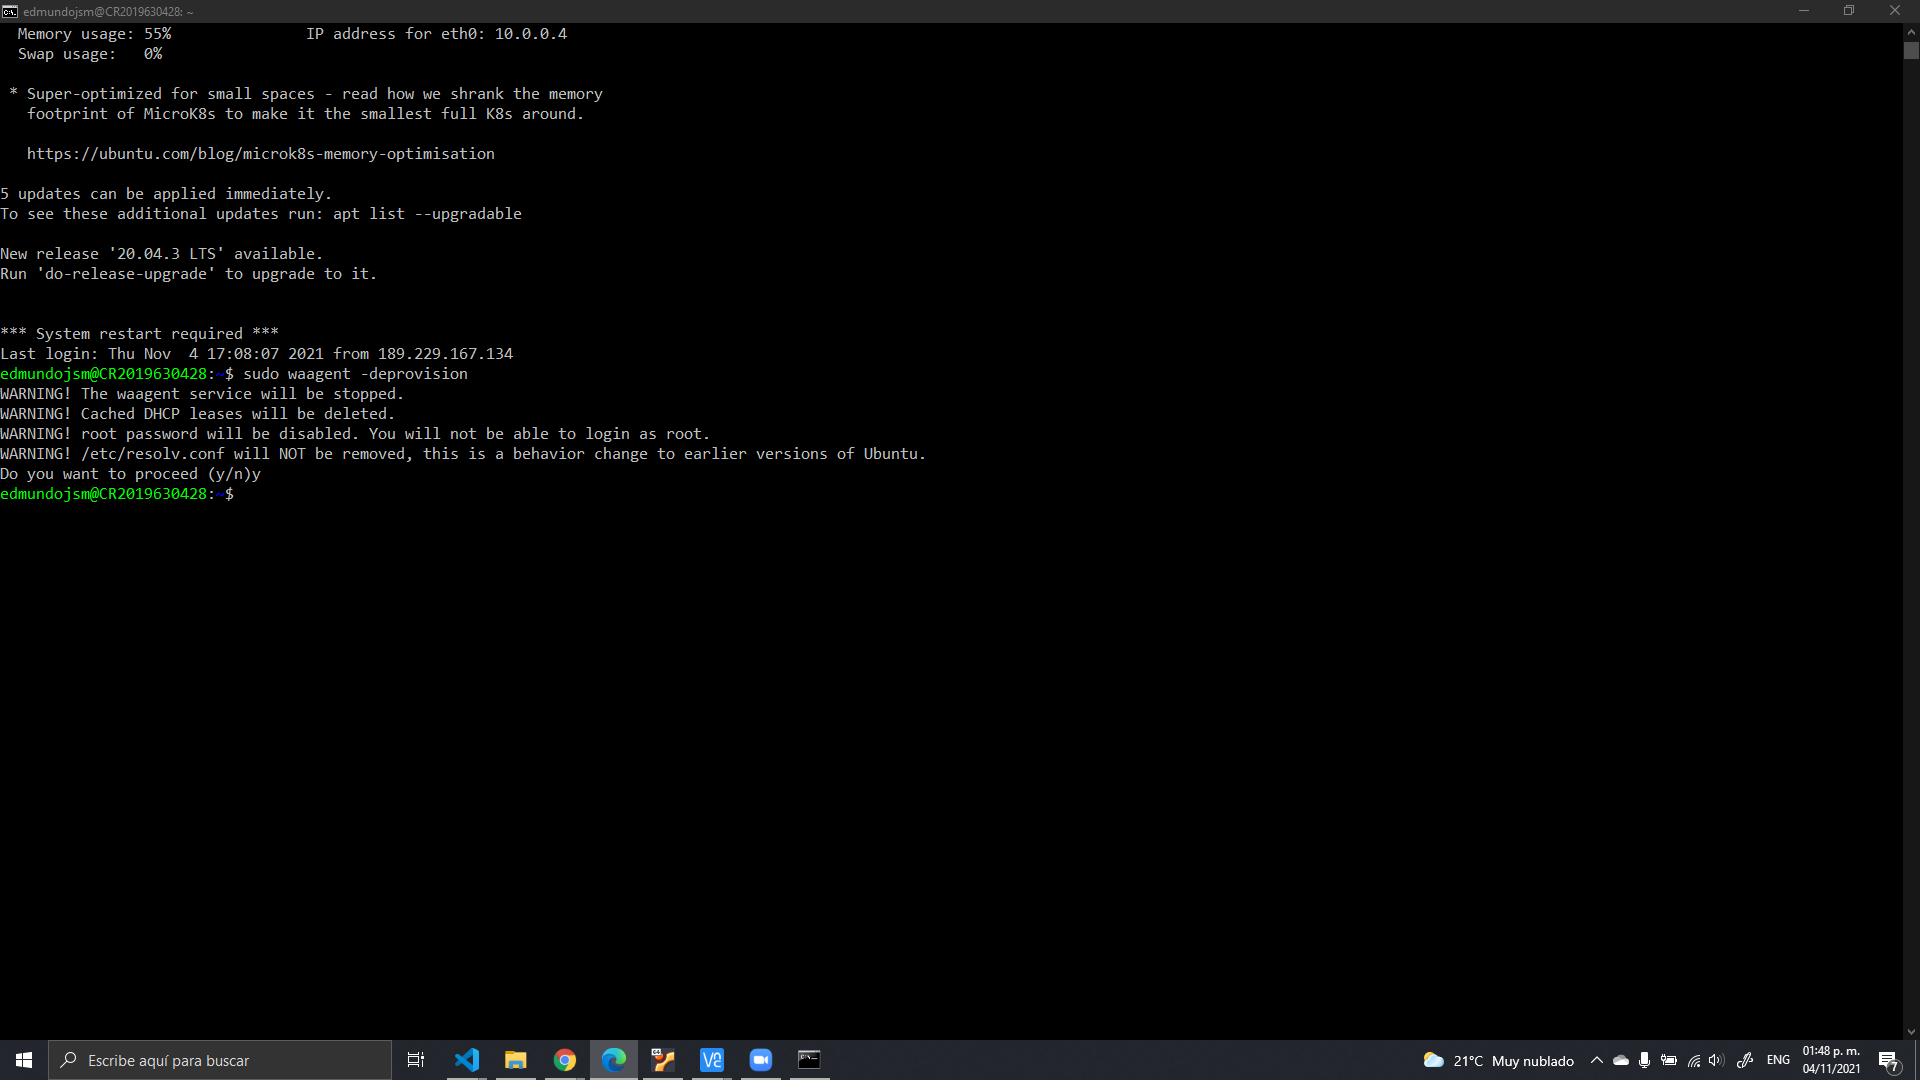 edmundojsm@CR2019630428: ~
Memory usage: 55% IP address for eth0: 10.0.0.4
Swap usage: 0%
* Super-optimized for small spaces - read how we shrank the memory
footprint of MicroK8s to make it the smallest full K8s around.
https://ubuntu.com/blog/microk8s-memory-optimisation
5 updates can be applied immediately.
To see these additional updates run: apt list --upgradable
New release '20.04.3 LTS' available.
Run 'do-release-upgrade' to upgrade to it.
*** System restart required ***
Last login: Thu Nov  4 17:08:07 2021 from 189.229.167.134
edmundojsm@CR2019630428:~$ sudo waagent -deprovision
WARNING! The waagent service will be stopped.
WARNING! Cached DHCP leases will be deleted.
WARNING! root password will be disabled. You will not be able to login as root.
WARNING! /etc/resolv.conf will NOT be removed, this is a behavior change to earlier versions of Ubuntu.
Do you want to proceed (y/n)y
edmundojsm@CR2019630428:~$
Escribe aquí para buscar
21°C Muy nublado
ENG
01:48 p. m.
04/11/2021
7